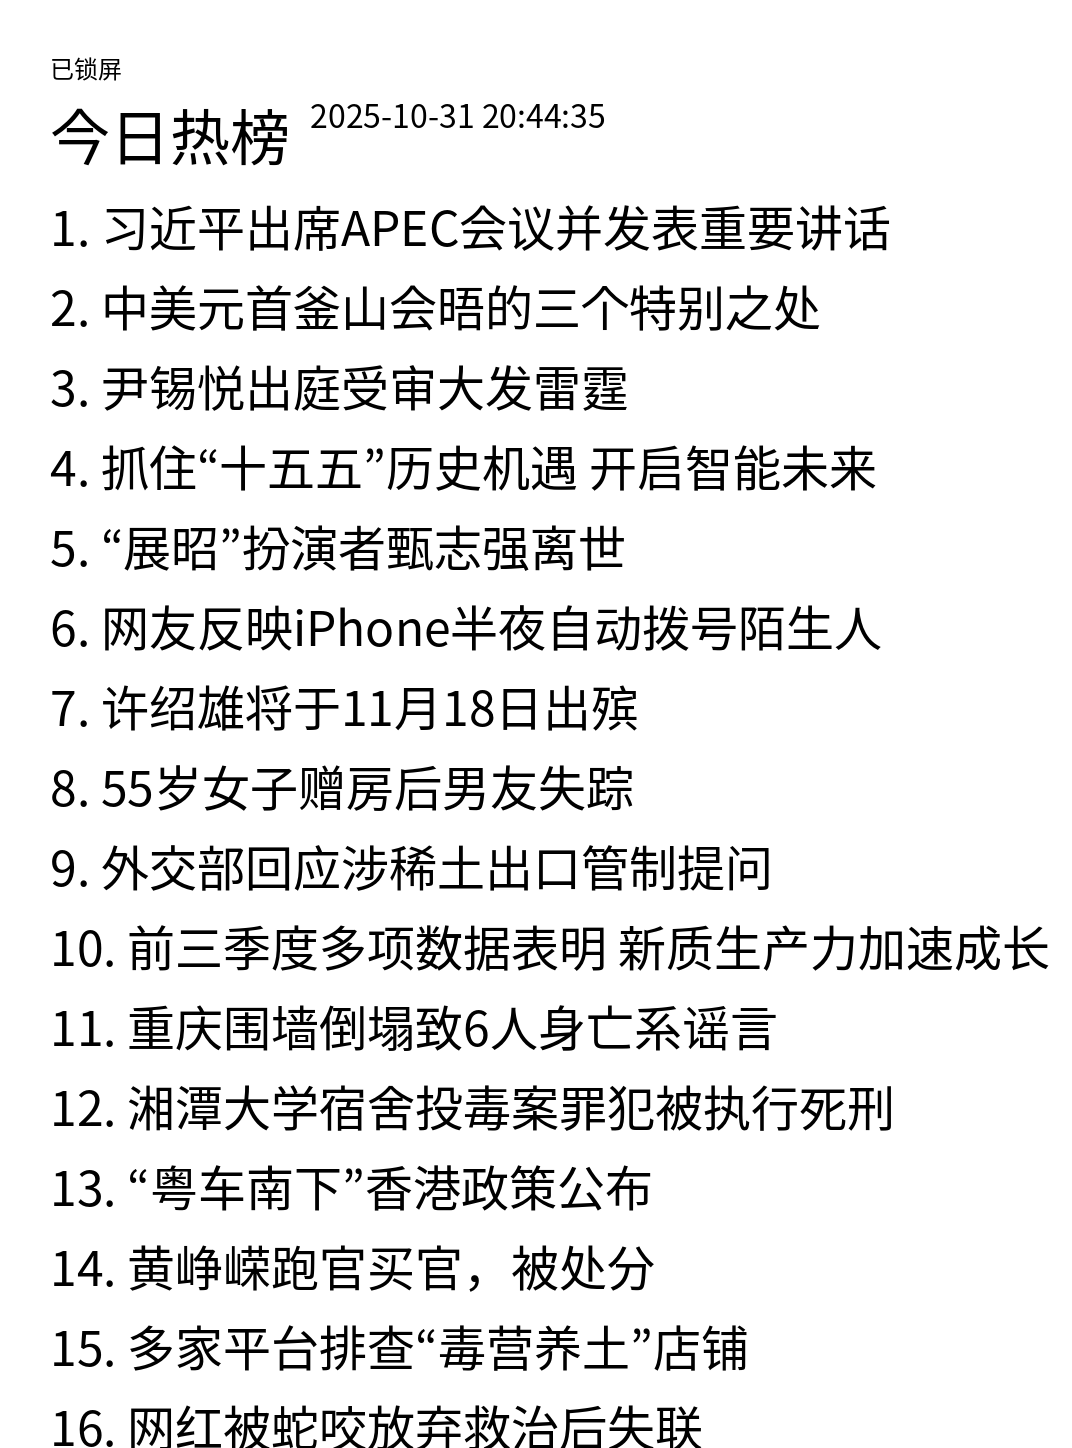 已锁屏
今日热榜 2025-10-31 20:44:35
1. 习近平出席APEC会议并发表重要讲话
2. 中美元首釜山会晤的三个特别之处
3. 尹锡悦出庭受审大发雷霆
4. 抓住“十五五”历史机遇 开启智能未来
5. “展昭”扮演者甄志强离世
6. 网友反映iPhone半夜自动拨号陌生人
7. 许绍雄将于11月18日出殡
8. 55岁女子赠房后男友失踪
9. 外交部回应涉稀土出口管制提问
10. 前三季度多项数据表明 新质生产力加速成长
11. 重庆围墙倒塌致6人身亡系谣言
12. 湘潭大学宿舍投毒案罪犯被执行死刑
13. “粤车南下”香港政策公布
14. 黄峥嵘跑官买官，被处分
15. 多家平台排查“毒营养土”店铺
16. 网红被蛇咬放弃救治后失联